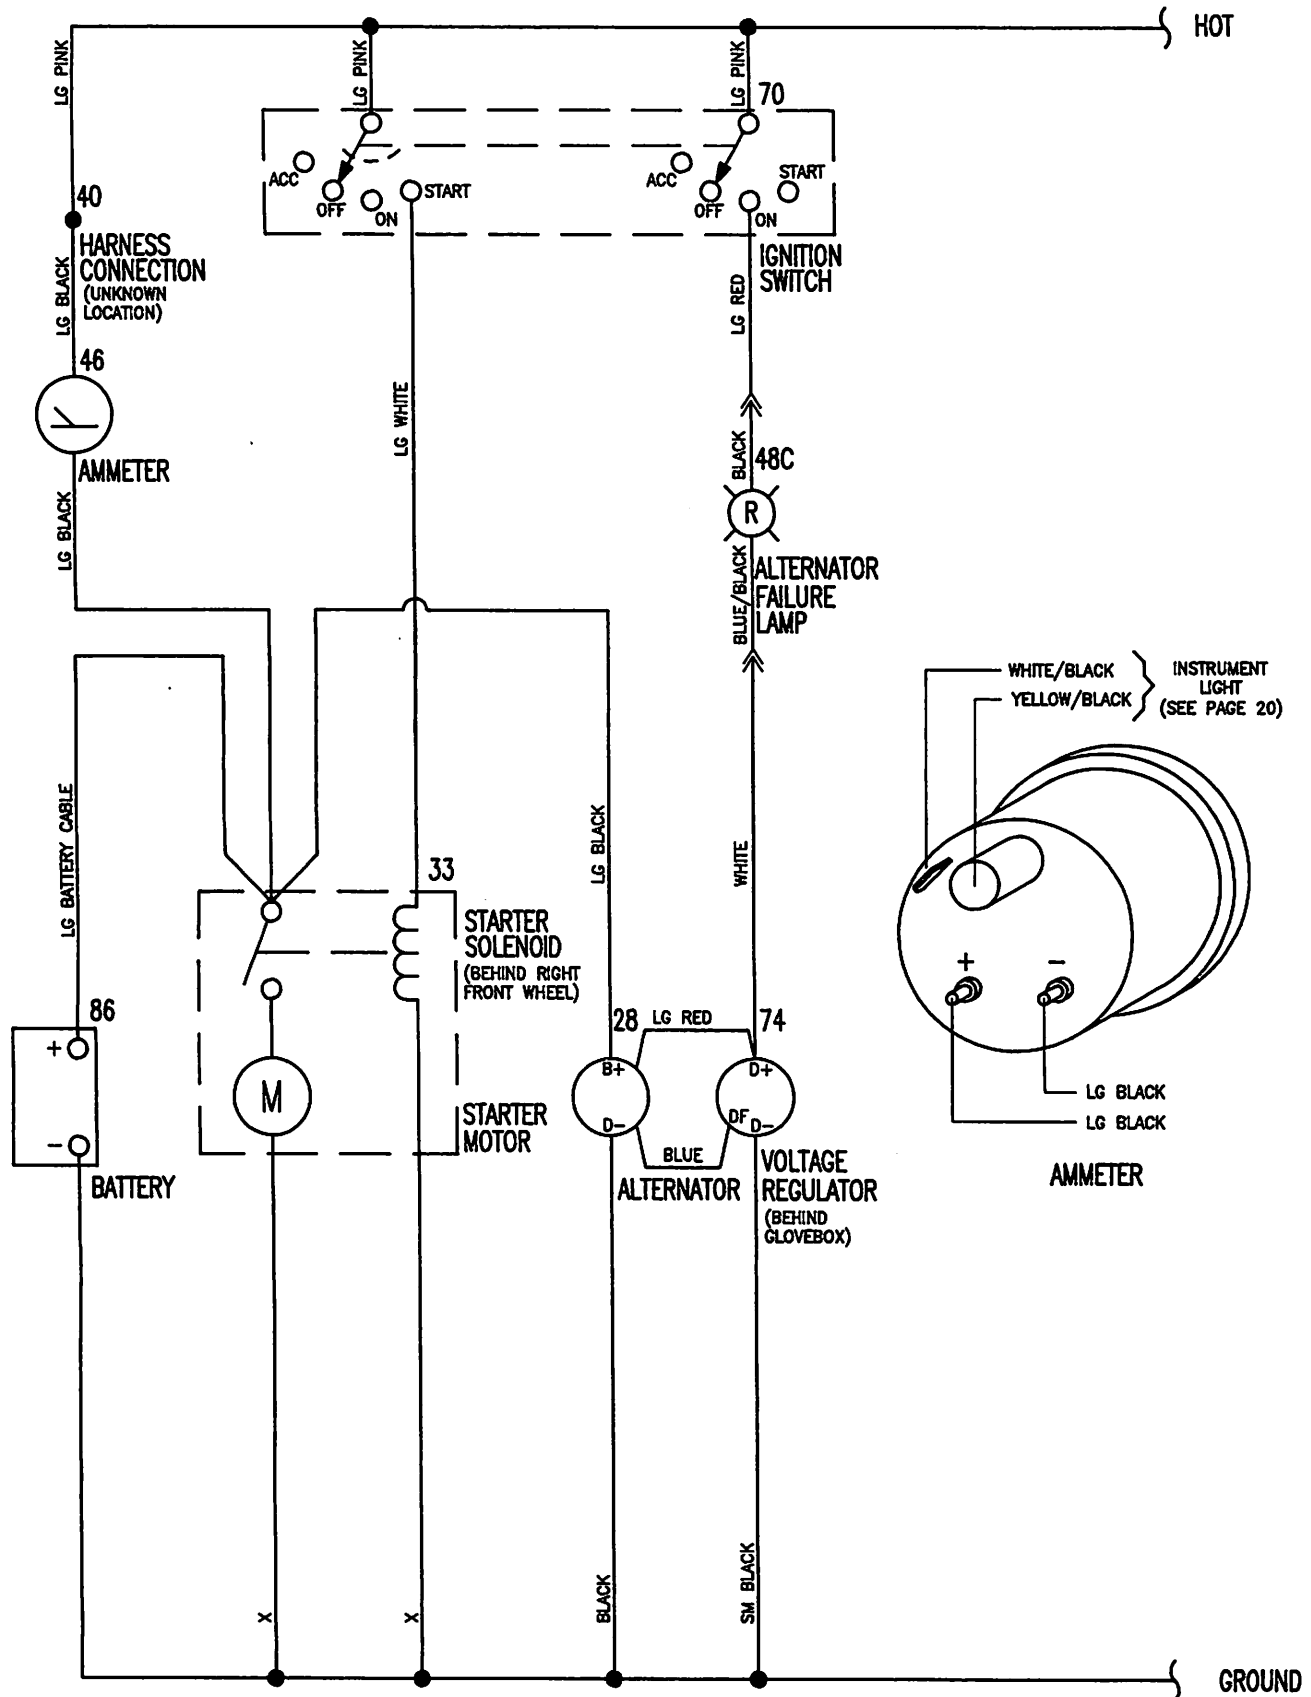 HOT
LG PINK
LG PINK
LG PINK
70
ACC
OFF
ON
START
ACC
OFF
ON
START
IGNITION
SWITCH
40
HARNESS
CONNECTION
(UNKNOWN
LOCATION)
LG BLACK
46
AMMETER
LG BLACK
LG WHITE
LG RED
BLACK
48C
R
ALTERNATOR
FAILURE
LAMP
BLUE/BLACK
WHITE/BLACK
YELLOW/BLACK
INSTRUMENT
LIGHT
(SEE PAGE 20)
LG BATTERY CABLE
LG BLACK
WHITE
33
STARTER
SOLENOID
(BEHIND RIGHT
FRONT WHEEL)
+ -
LG BLACK
LG BLACK
AMMETER
86
+
-
BATTERY
M
STARTER
MOTOR
28
LG RED
74
B+
D-
D+
DF
D-
BLUE
ALTERNATOR
VOLTAGE
REGULATOR
(BEHIND
GLOVEBOX)
X
X
BLACK
SM BLACK
GROUND